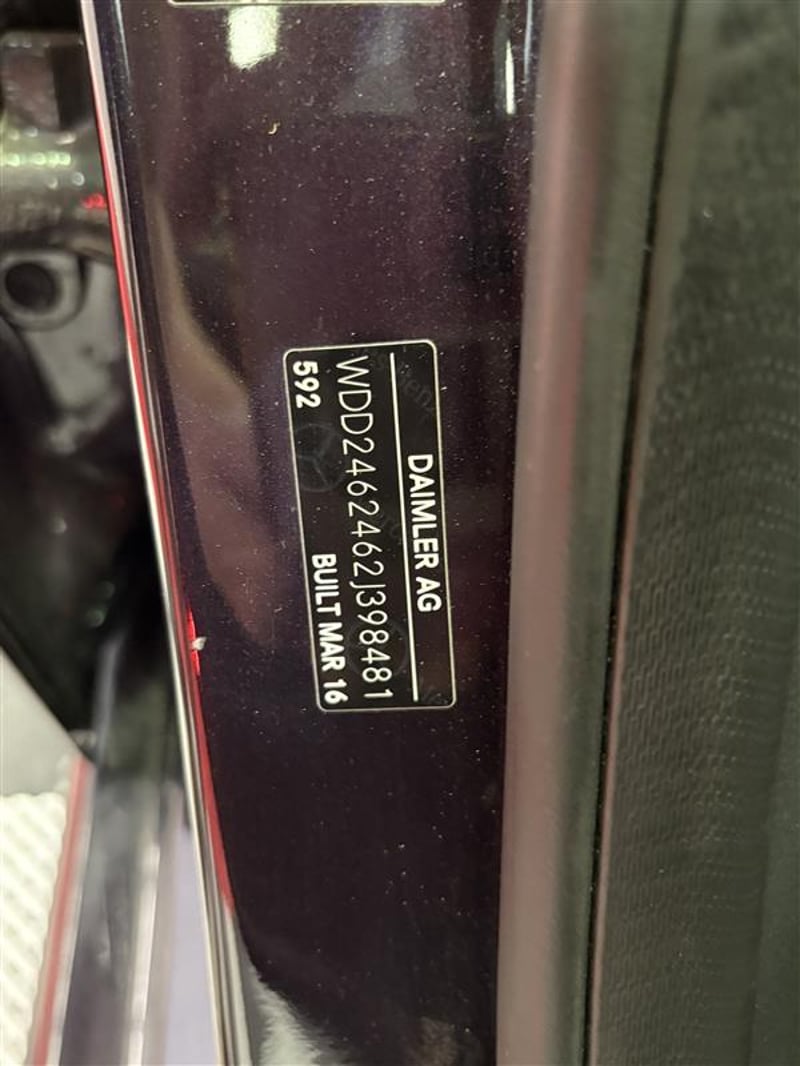 DAIMLER AG
WDD2462462J398481
592 BUILT MAR 16